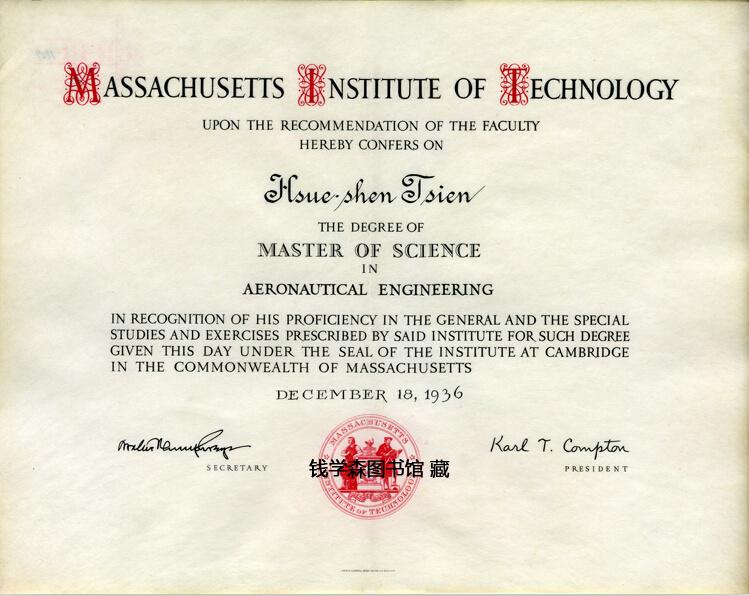 MASSACHUSETTS INSTITUTE OF TECHNOLOGY
UPON THE RECOMMENDATION OF THE FACULTY
HEREBY CONFERS ON
Hsue-shen Tsien
THE DEGREE OF
MASTER OF SCIENCE
IN
AERONAUTICAL ENGINEERING
IN RECOGNITION OF HIS PROFICIENCY IN THE GENERAL AND THE SPECIAL
STUDIES AND EXERCISES PRESCRIBED BY SAID INSTITUTE FOR SUCH DEGREE
GIVEN THIS DAY UNDER THE SEAL OF THE INSTITUTE AT CAMBRIDGE
IN THE COMMONWEALTH OF MASSACHUSETTS
DECEMBER 18, 1936
MASSACHUSETTS
INSTITUTE OF TECHNOLOGY
钱学森图书馆 藏
Karl T. Compton
SECRETARY
PRESIDENT